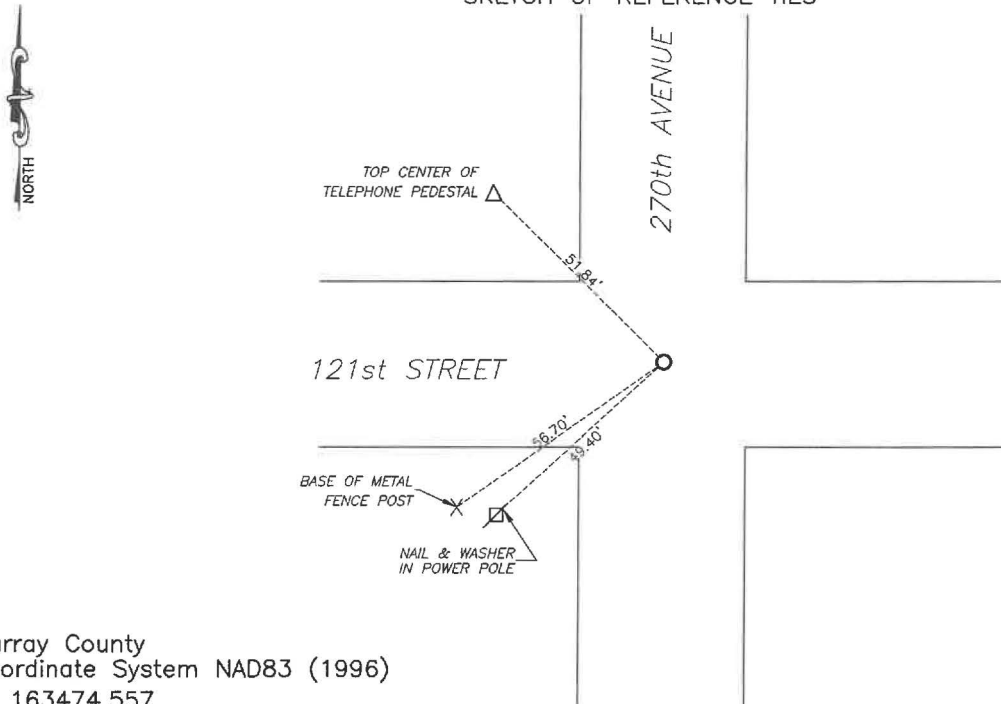 SKETCH OF REFERENCE TIES
NORTH
270th AVENUE
TOP CENTER OF
TELEPHONE PEDESTAL
51.84'
121st STREET
56.70'
49.40'
BASE OF METAL
FENCE POST
NAIL & WASHER
IN POWER POLE
rray County
ordinate System NAD83 (1996)
163474.557